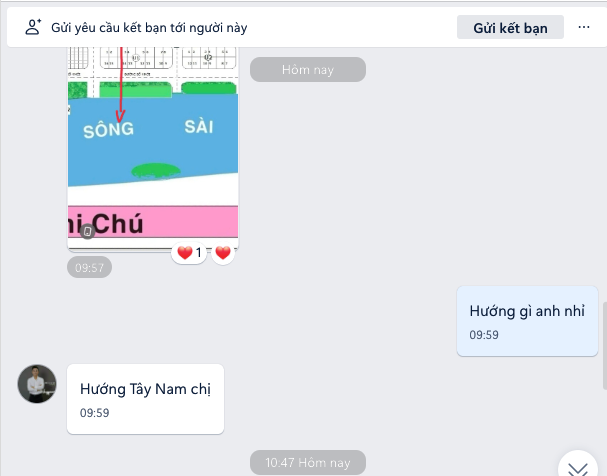 Gửi yêu cầu kết bạn tới người này
Gửi kết bạn
Hôm nay
SÔNG SÀI
hi Chú
1
09:57
Hướng gì anh nhỉ
09:59
Hướng Tây Nam chị
09:59
10:47 Hôm nay